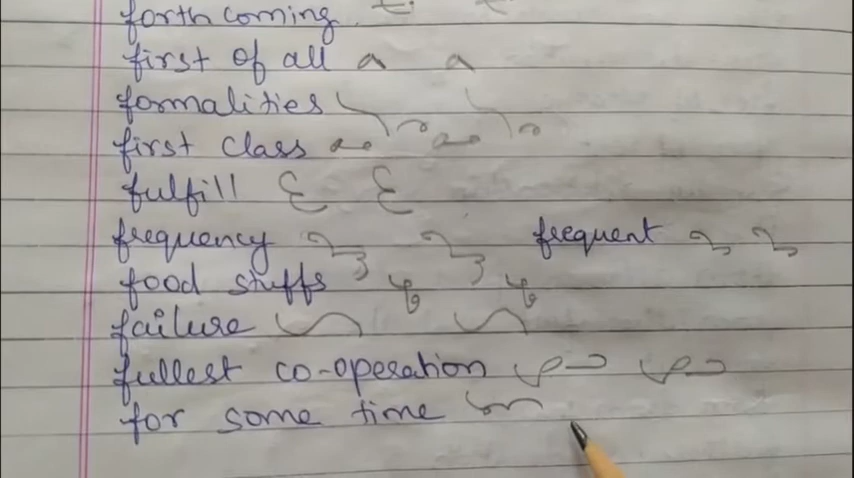 forth coming
first of all
formalities
first class
fulfill
frequency frequent
food stuffs
failure
fullest co-operation
for some time